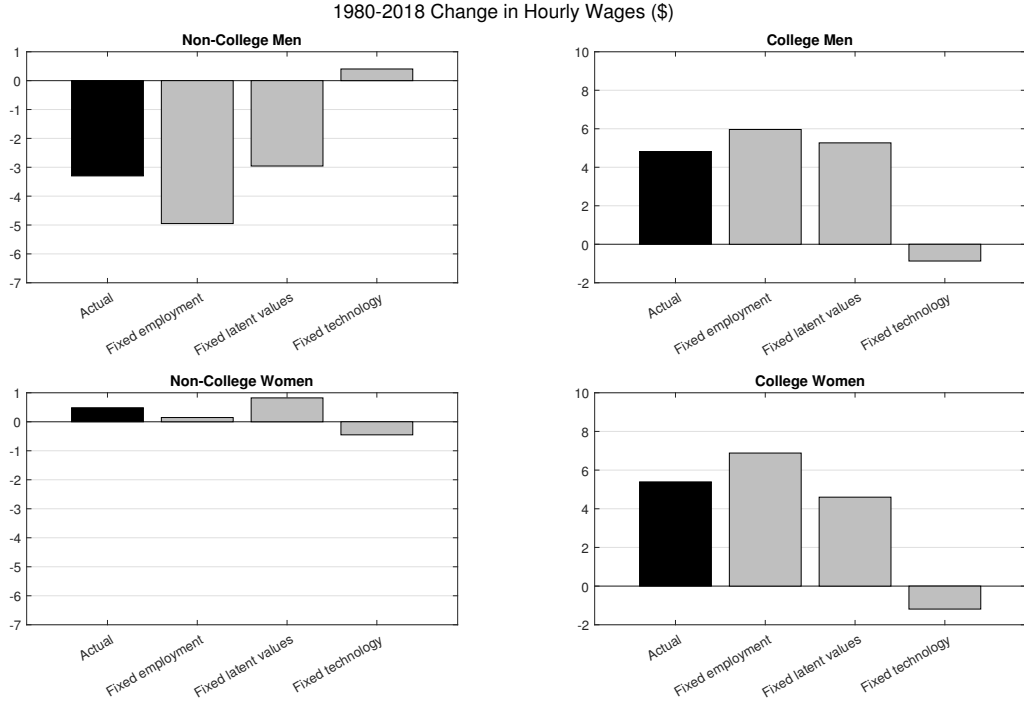 1980-2018 Change in Hourly Wages ($)
Non-College Men
1
0
-1
-2
-3
-4
-5
-6
-7
Actual
Fixed employment
Fixed latent values
Fixed technology
College Men
10
8
6
4
2
0
-2
Actual
Fixed employment
Fixed latent values
Fixed technology
Non-College Women
1
0
-1
-2
-3
-4
-5
-6
-7
Actual
Fixed employment
Fixed latent values
Fixed technology
College Women
10
8
6
4
2
0
-2
Actual
Fixed employment
Fixed latent values
Fixed technology